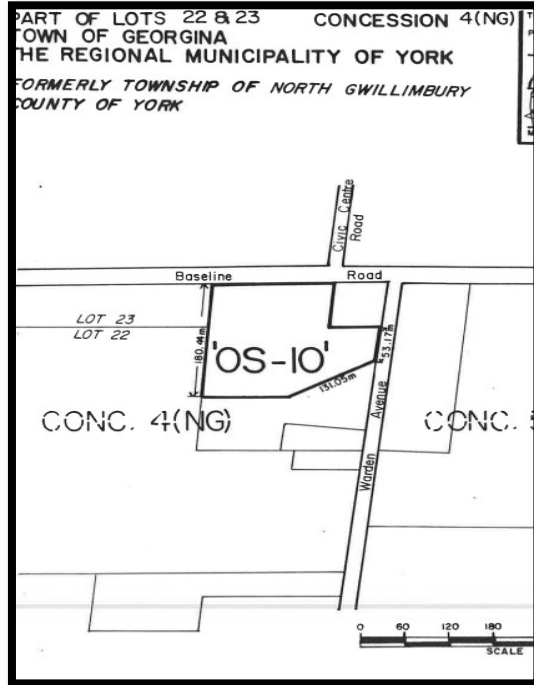 PART OF LOTS 22 & 23 CONCESSION 4(NG)
TOWN OF GEORGINA
THE REGIONAL MUNICIPALITY OF YORK
FORMERLY TOWNSHIP OF NORTH GWILLIMBURY
COUNTY OF YORK
Civic Centre
Road
Baseline Road
LOT 23
LOT 22
180.44m
'OS-10'
53.17m
131.05m
CONC. 4(NG)
CONC. 5
Warden Avenue
0 60 120 180
SCALE